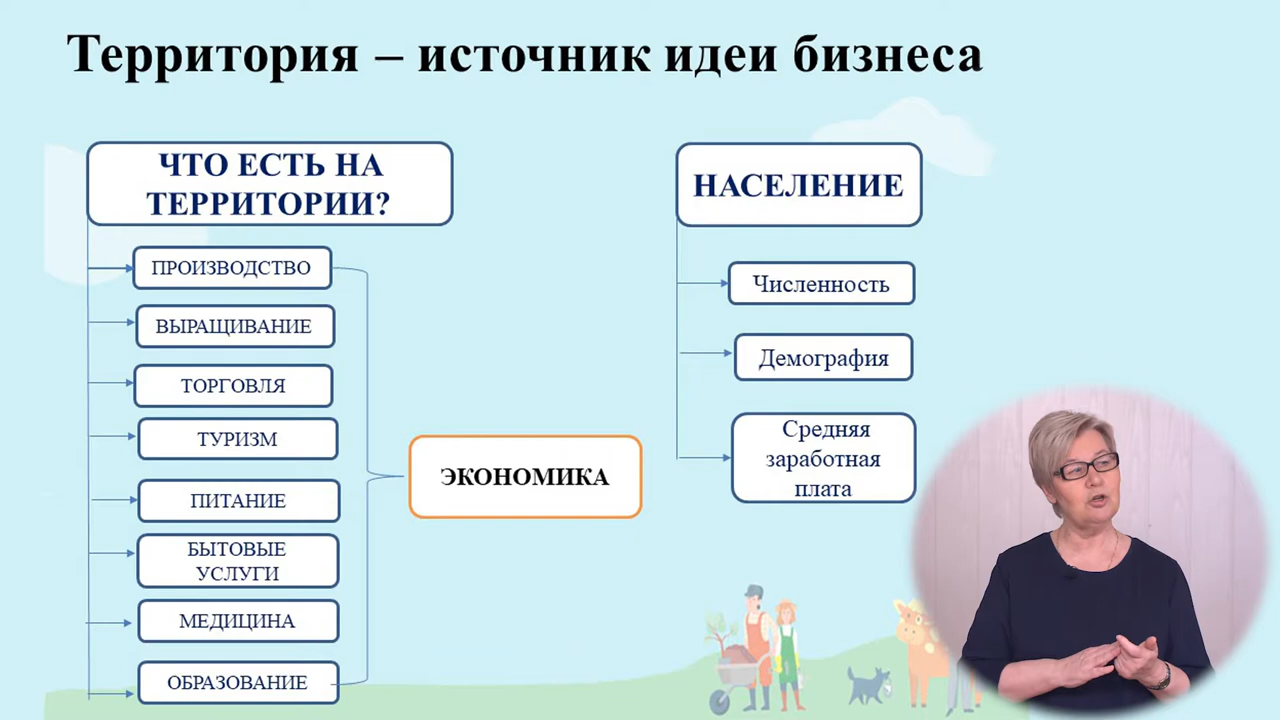 Территория – источник идеи бизнеса
ЧТО ЕСТЬ НА
ТЕРРИТОРИИ?
ПРОИЗВОДСТВО
ВЫРАЩИВАНИЕ
ТОРГОВЛЯ
ТУРИЗМ
ПИТАНИЕ
БЫТОВЫЕ
УСЛУГИ
МЕДИЦИНА
ОБРАЗОВАНИЕ
ЭКОНОМИКА
НАСЕЛЕНИЕ
Численность
Демография
Средняя
заработная
плата